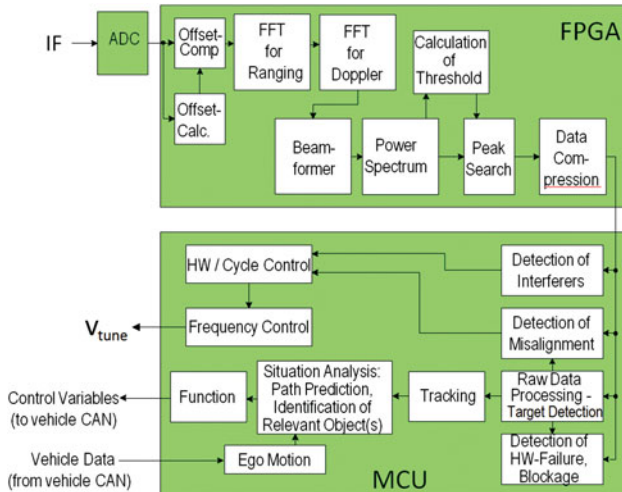 FPGA
IF
ADC
Offset-
Comp
Offset-
Calc.
FFT
for
Ranging
FFT
for
Doppler
Calculation
of
Threshold
Beam-
former
Power
Spectrum
Peak
Search
Data
Com-
pression
HW / Cycle Control
Detection of
Interferers
Vtune
Frequency Control
Detection of
Misalignment
Control Variables
(to vehicle CAN)
Function
Situation Analysis:
Path Prediction,
Identification of
Relevant Object(s)
Tracking
Raw Data
Processing -
Target Detection
Vehicle Data
(from vehicle CAN)
Ego Motion
Detection of
HW-Failure,
Blockage
MCU